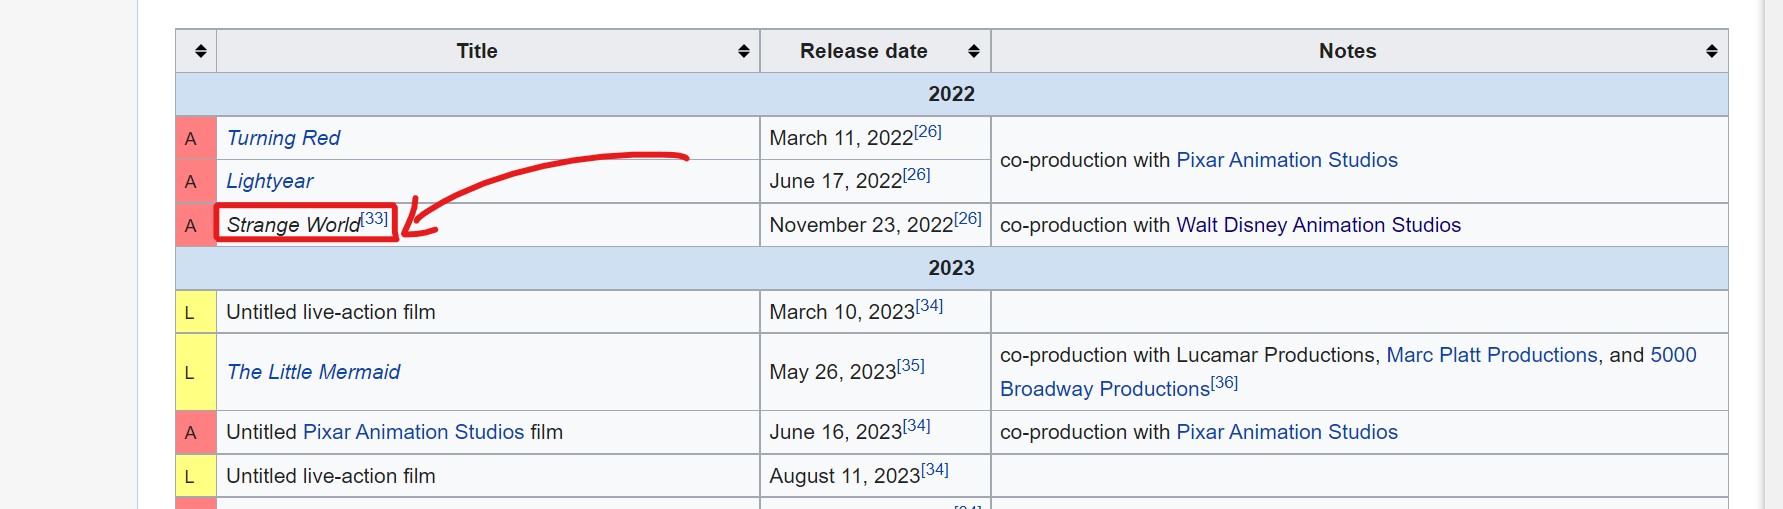 Title Release date Notes
2022
A Turning Red March 11, 2022[26]
co-production with Pixar Animation Studios
A Lightyear June 17, 2022[26]
A Strange World[33] November 23, 2022[26] co-production with Walt Disney Animation Studios
2023
L Untitled live-action film March 10, 2023[34]
L The Little Mermaid May 26, 2023[35] co-production with Lucamar Productions, Marc Platt Productions, and 5000
Broadway Productions[36]
A Untitled Pixar Animation Studios film June 16, 2023[34] co-production with Pixar Animation Studios
L Untitled live-action film August 11, 2023[34]